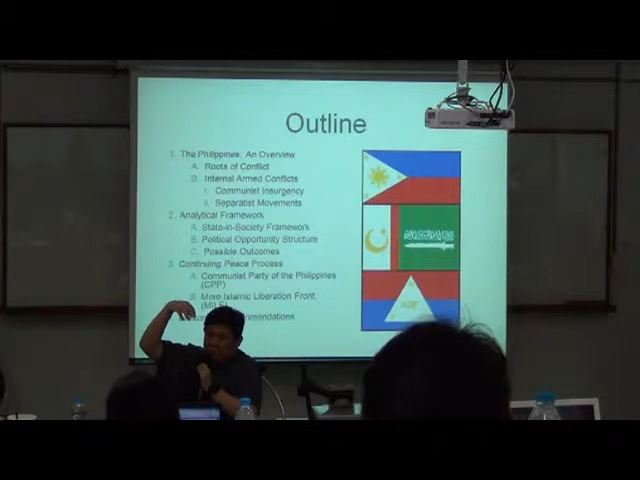 Outline
1. The Philippines: An Overview
A. Roots of Conflict
B. Internal Armed Conflicts
i. Communist Insurgency
ii. Separatist Movements
2. Analytical Framework
A. State-in-Society Framework
B. Political Opportunity Structure
C. Possible Outcomes
3. Continuing Peace Process
A. Communist Party of the Philippines
(CPP)
B. Moro Islamic Liberation Front
(MILF)
NDF